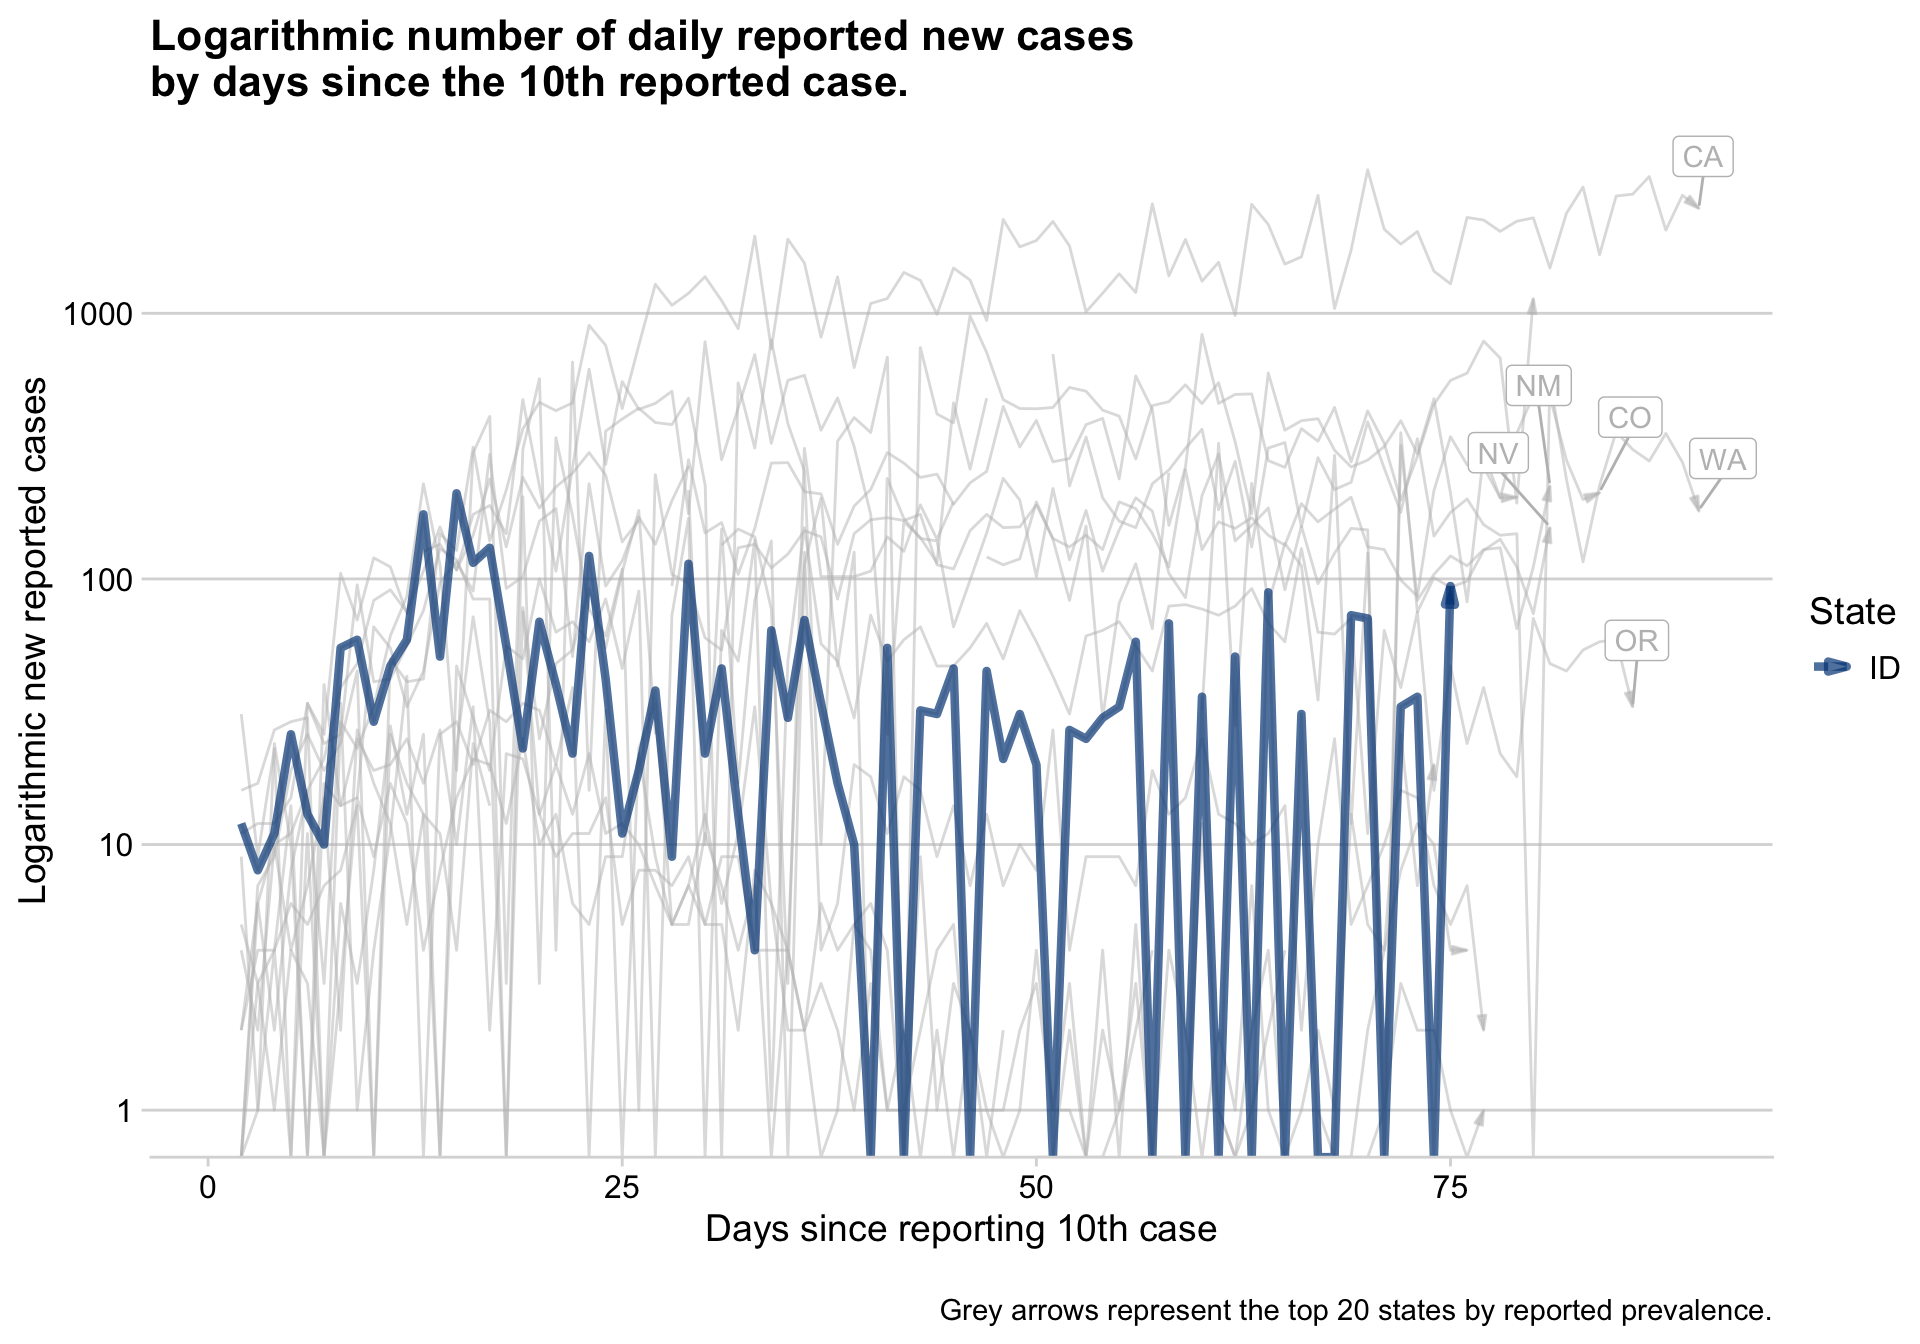 Logarithmic number of daily reported new cases
by days since the 10th reported case.
CA
1000
NM
CO
NV
WA
100
State
OR
ID
10
1
0
25
50
75
Logarithmic new reported cases
Days since reporting 10th case
Grey arrows represent the top 20 states by reported prevalence.